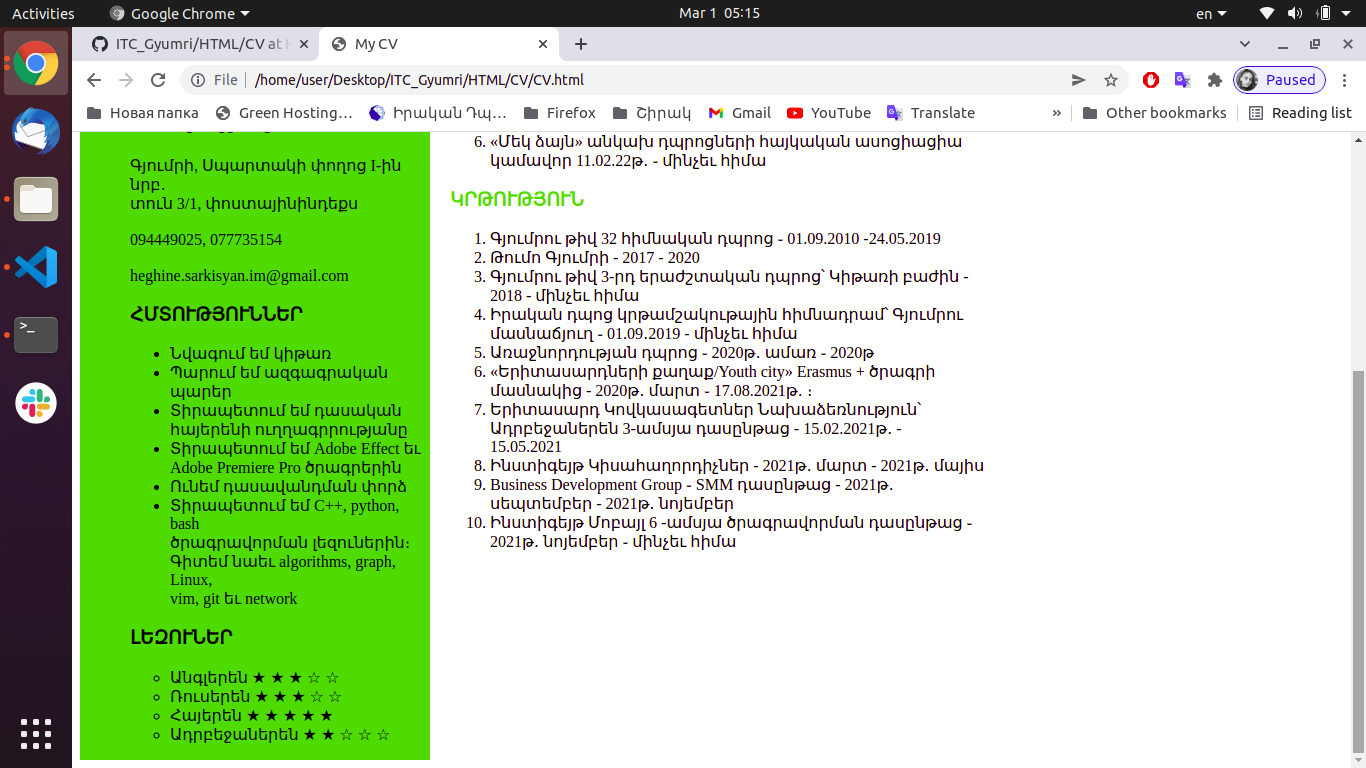 Activities
Google Chrome
Mar 1 05:15
en
ITC_Gyumri/HTML/CV at
My CV
File
/home/user/Desktop/ITC_Gyumri/HTML/CV/CV.html
Paused
Новая папка
Green Hosting…
Իրական Դպ…
Firefox
Շիրակ
Gmail
YouTube
Translate
»
Other bookmarks
Reading list
Գյումրի, Սպարտակի փողոց I-ին
նրբ.
տուն 3/1, փոստայինինդեքս
094449025, 077735154
heghine.sarkisyan.im@gmail.com
ՀՄՏՈՒԹՅՈՒՆՆԵՐ
Նվագում եմ կիթառ
Պարում եմ ազգագրական
պարեր
Տիրապետում եմ դասական
հայերենի ուղղագրրությանը
Տիրապետում եմ Adobe Effect եւ
Adobe Premiere Pro ծրագրերին
Ունեմ դասավանդման փորձ
Տիրապետում եմ C++, python,
bash
ծրագրավորման լեզուներին։
Գիտեմ նաեւ algorithms, graph,
Linux,
vim, git եւ network
ԼԵԶՈՒՆԵՐ
Անգլերեն ★ ★ ★ ☆ ☆
Ռուսերեն ★ ★ ★ ☆ ☆
Հայերեն ★ ★ ★ ★ ★
Ադրբեջաներեն ★ ★ ☆ ☆ ☆
6. «Մեկ ձայն» անկախ դպրոցների հայկական ասոցիացիա
կամավոր 11.02.22թ. - մինչեւ հիմա
ԿՐԹՈՒԹՅՈՒՆ
1. Գյումրու թիվ 32 հիմնական դպրոց - 01.09.2010 -24.05.2019
2. Թումո Գյումրի - 2017 - 2020
3. Գյումրու թիվ 3-րդ երաժշտական դպրոց՝ Կիթառի բաժին -
2018 - մինչեւ հիմա
4. Իրական դպոց կրթամշակութային հիմնադրամ՝ Գյումրու
մասնաճյուղ - 01.09.2019 - մինչեւ հիմա
5. Առաջնորդության դպրոց - 2020թ. ամառ - 2020թ
6. «Երիտասարդների քաղաք/Youth city» Erasmus + ծրագրի
մասնակից - 2020թ. մարտ - 17.08.2021թ. ։
7. Երիտասարդ Կովկասագետներ Նախաձեռնություն՝
Ադրբեջաներեն 3-ամսյա դասընթաց - 15.02.2021թ. -
15.05.2021
8. Ինստիգեյթ Կիսահաղորդիչներ - 2021թ. մարտ - 2021թ. մայիս
9. Business Development Group - SMM դասընթաց - 2021թ.
սեպտեմբեր - 2021թ. նոյեմբեր
10. Ինստիգեյթ Մոբայլ 6 -ամսյա ծրագրավորման դասընթաց -
2021թ. նոյեմբեր - մինչեւ հիմա